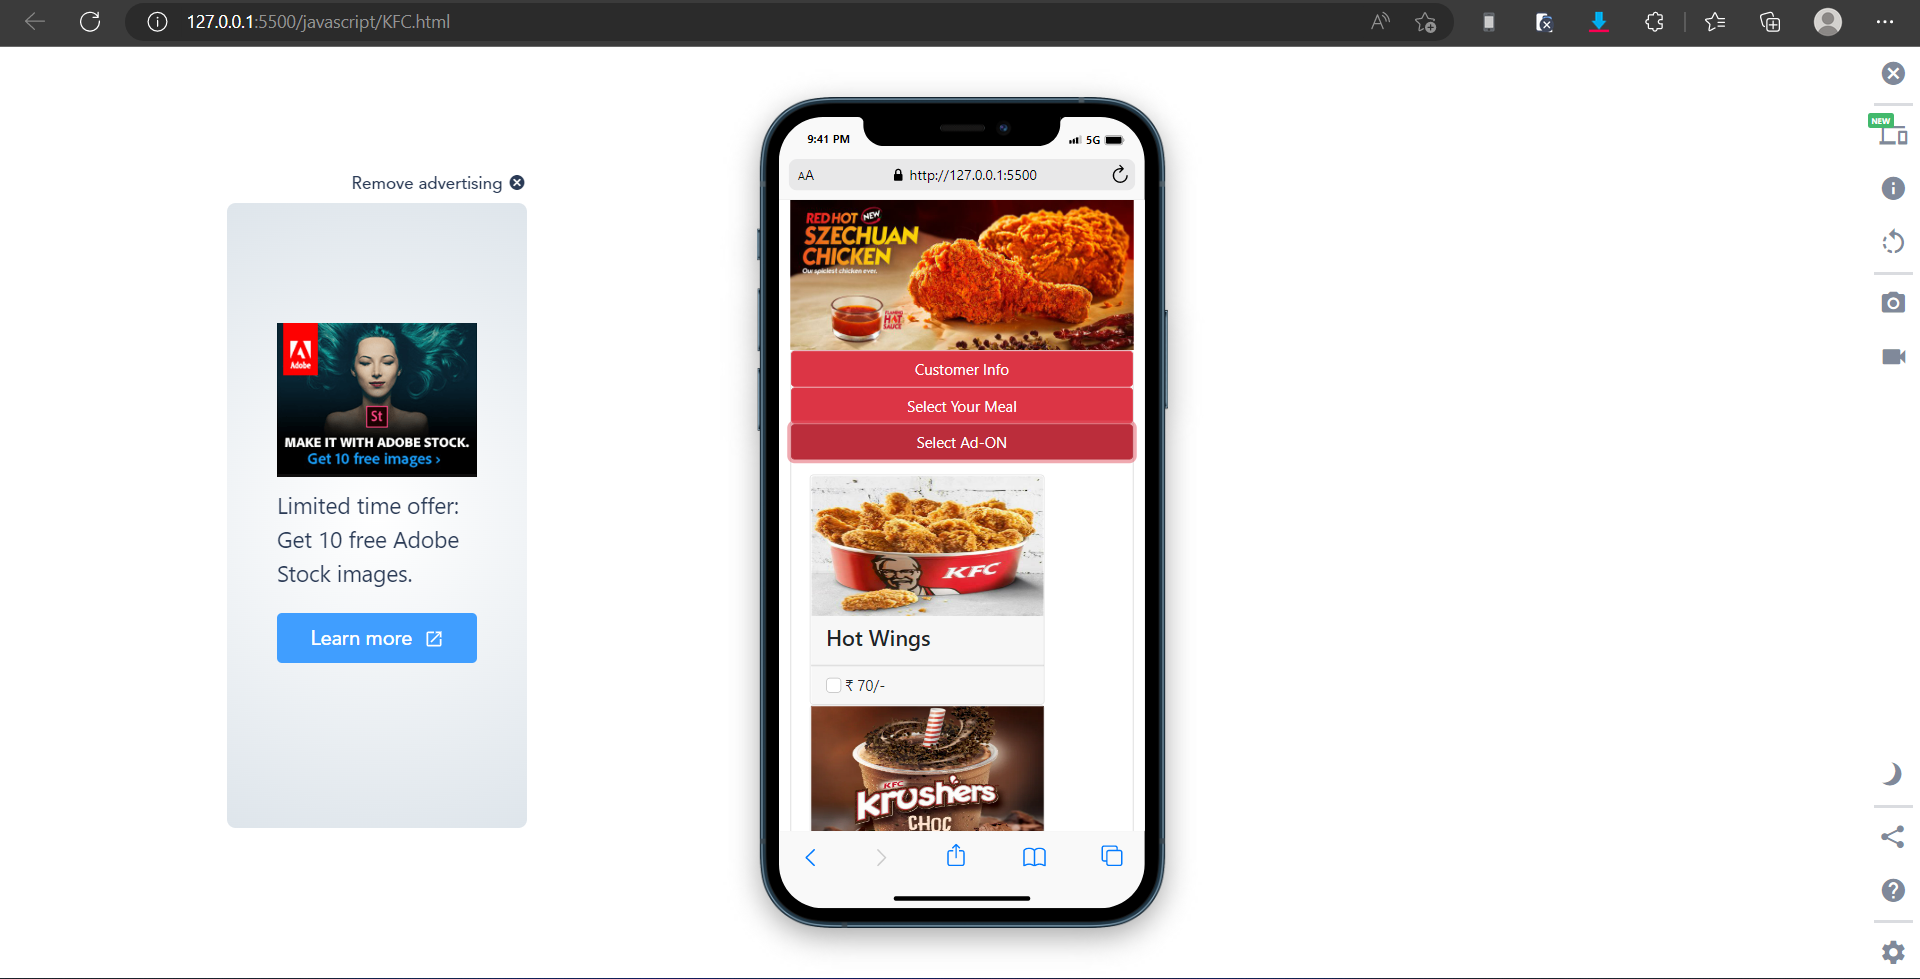 127.0.0.1:5500/javascript/KFC.html
NEW
Remove advertising
Adobe
St
MAKE IT WITH ADOBE STOCK.
Get 10 free images ›
Limited time offer:
Get 10 free Adobe
Stock images.
Learn more
9:41 PM
5G
AA
http://127.0.0.1:5500
RED HOT NEW
SZECHUAN
CHICKEN
Our spiciest chicken ever.
FLAMING
HOT
SAUCE
Customer Info
Select Your Meal
Select Ad-ON
KFC
Hot Wings
₹ 70/-
KFC
Krushers
CHOC